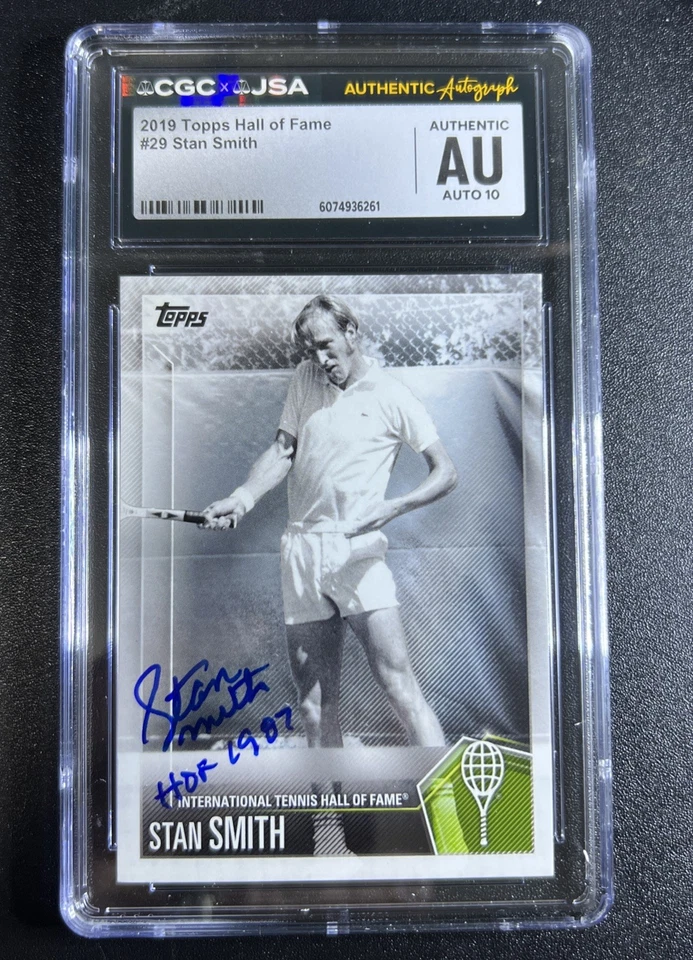 CGC x JSA AUTHENTIC Autograph
2019 Topps Hall of Fame
#29 Stan Smith
6074936261
AUTHENTIC
AU
AUTO 10
topps
Stan
Smith
HOF 1987
INTERNATIONAL TENNIS HALL OF FAME®
STAN SMITH